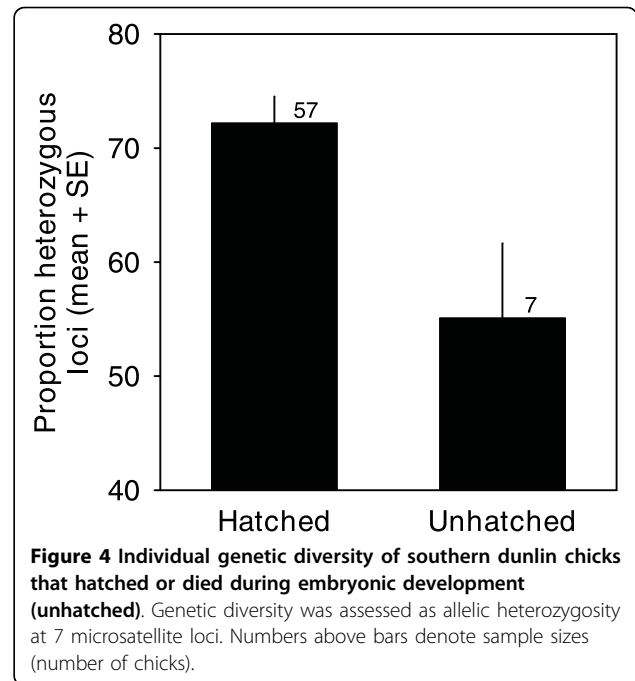 80
70
60
50
40
Proportion heterozygous
loci (mean + SE)
57
7
Hatched
Unhatched
Figure 4 Individual genetic diversity of southern dunlin chicks
that hatched or died during embryonic development
(unhatched). Genetic diversity was assessed as allelic heterozygosity
at 7 microsatellite loci. Numbers above bars denote sample sizes
(number of chicks).